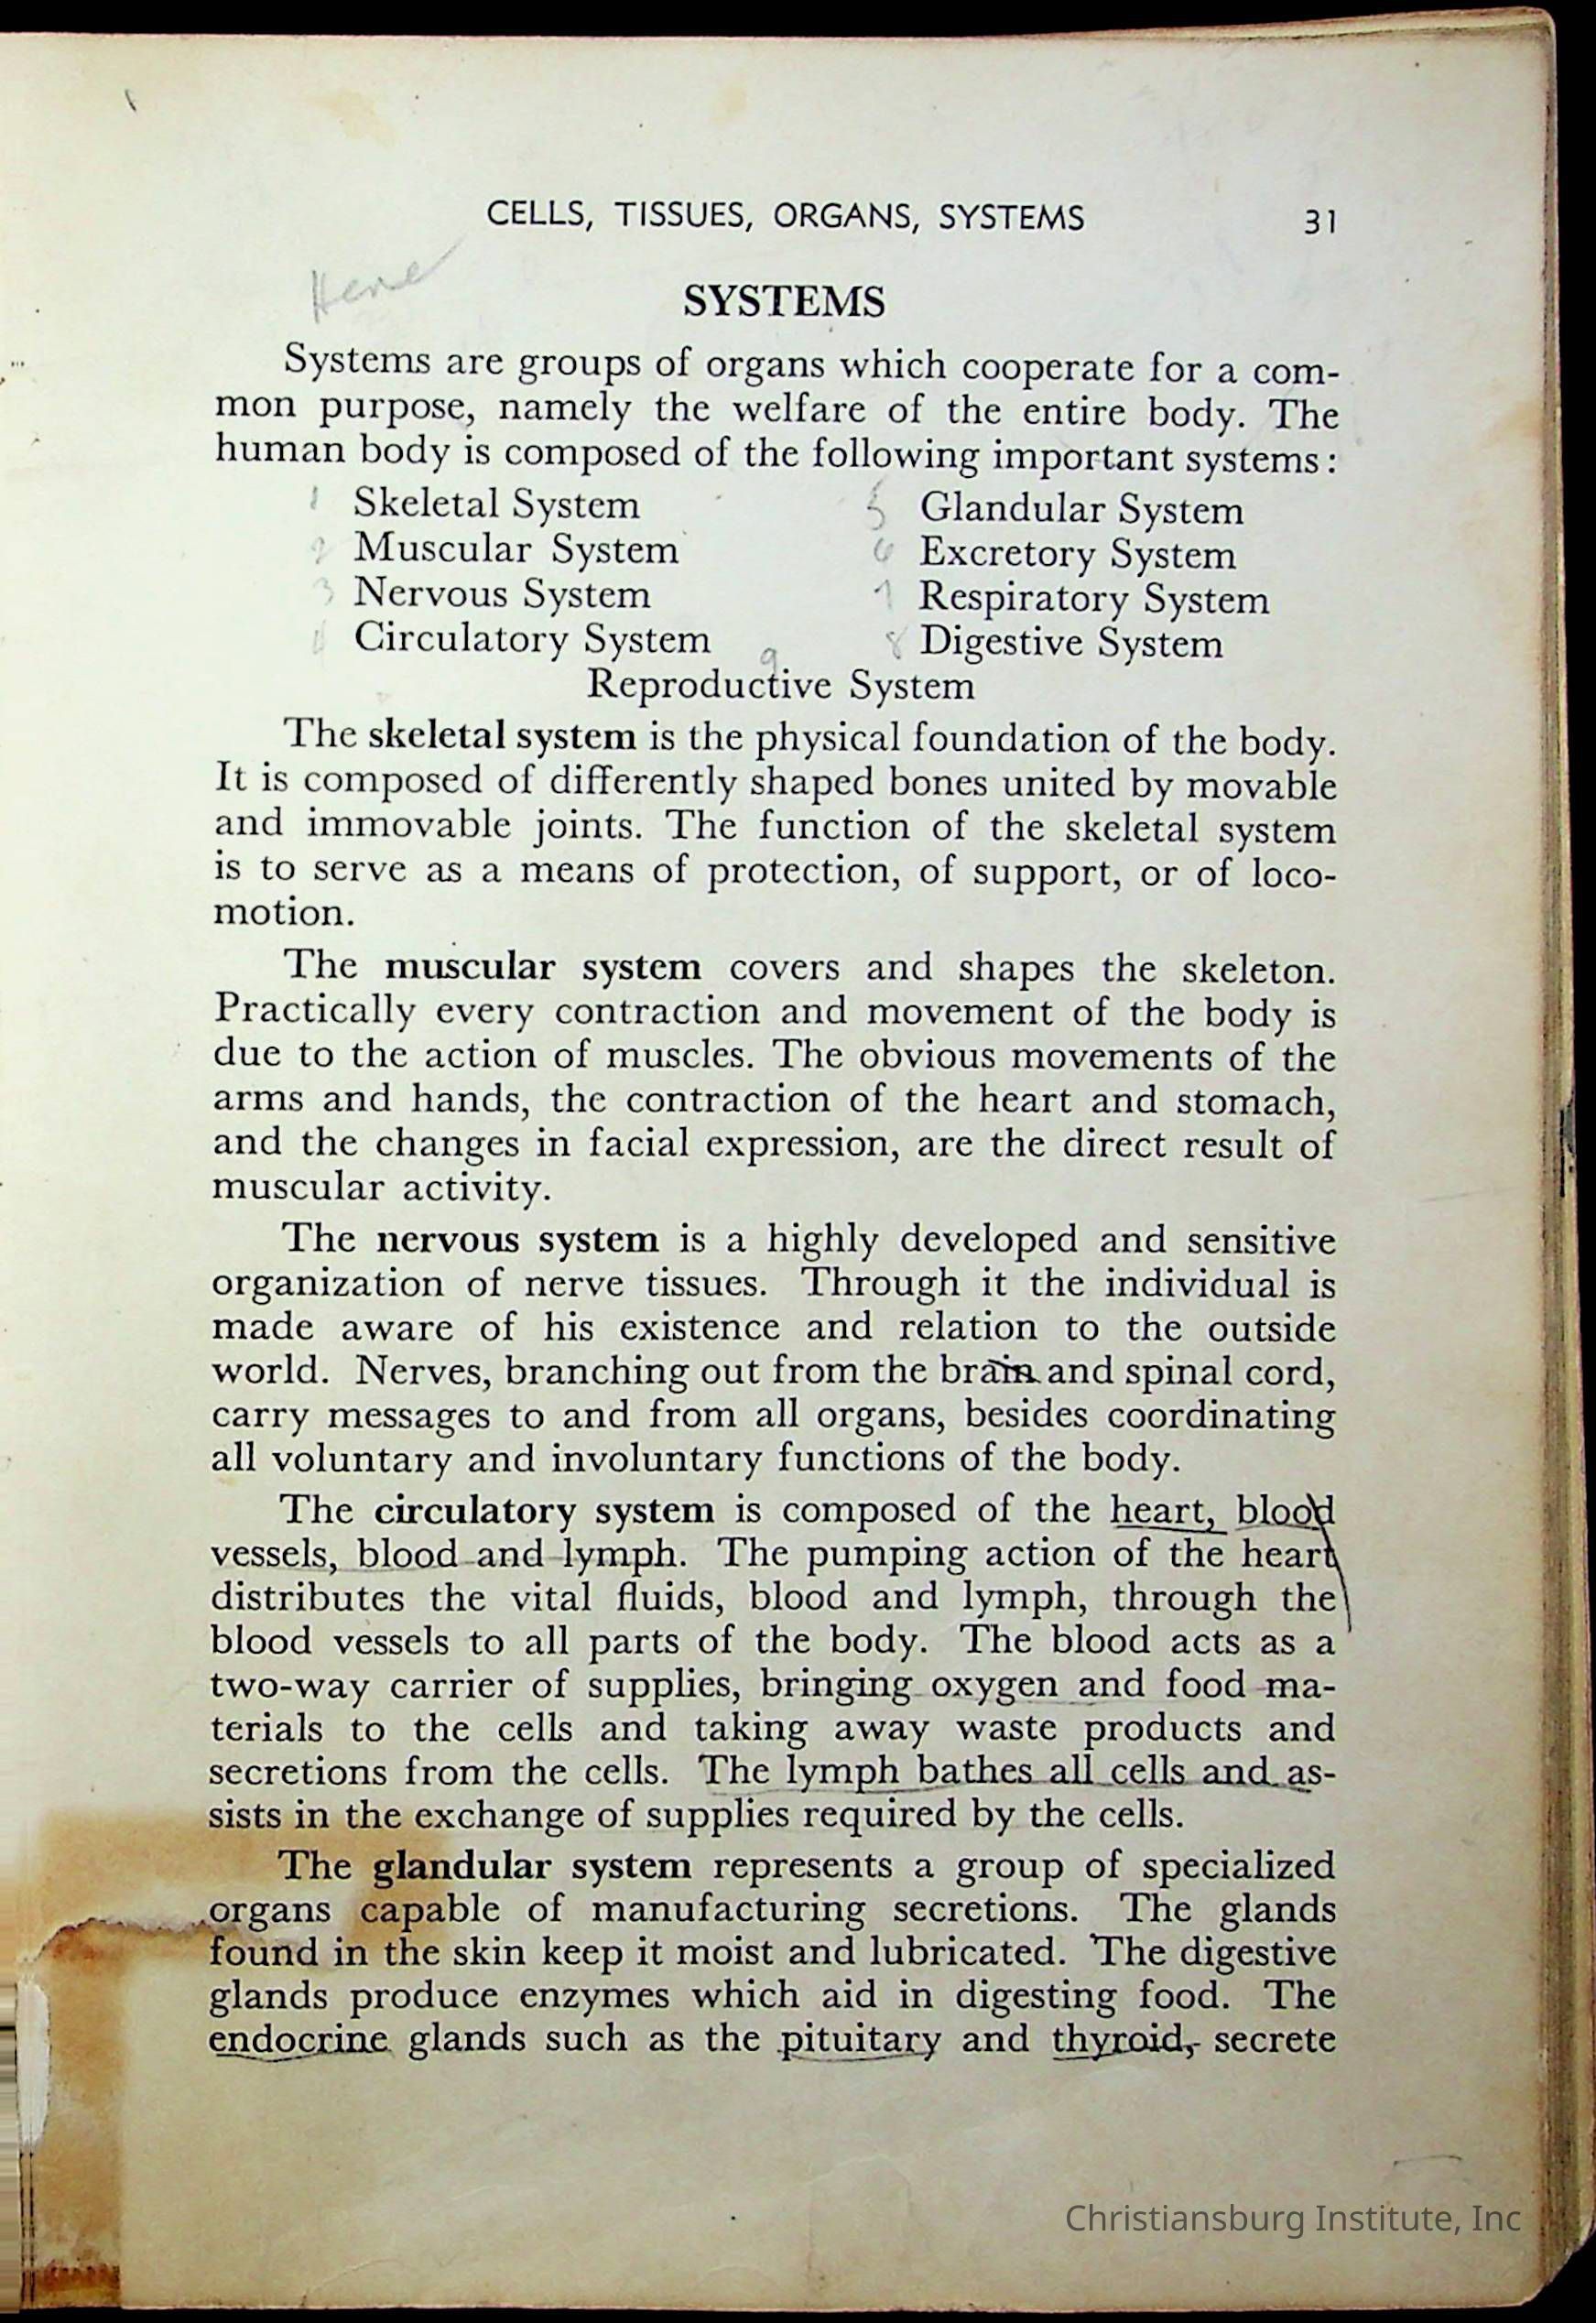 CELLS, TISSUES, ORGANS, SYSTEMS 31
Here
SYSTEMS
Systems are groups of organs which cooperate for a com-
mon purpose, namely the welfare of the entire body. The
human body is composed of the following important systems:
1 Skeletal System 5 Glandular System
2 Muscular System 6 Excretory System
3 Nervous System 7 Respiratory System
4 Circulatory System 8 Digestive System
9
Reproductive System
The skeletal system is the physical foundation of the body.
It is composed of differently shaped bones united by movable
and immovable joints. The function of the skeletal system
is to serve as a means of protection, of support, or of loco-
motion.
The muscular system covers and shapes the skeleton.
Practically every contraction and movement of the body is
due to the action of muscles. The obvious movements of the
arms and hands, the contraction of the heart and stomach,
and the changes in facial expression, are the direct result of
muscular activity.
The nervous system is a highly developed and sensitive
organization of nerve tissues. Through it the individual is
made aware of his existence and relation to the outside
world. Nerves, branching out from the brain and spinal cord,
carry messages to and from all organs, besides coordinating
all voluntary and involuntary functions of the body.
The circulatory system is composed of the heart, blood
vessels, blood and lymph. The pumping action of the heart
distributes the vital fluids, blood and lymph, through the
blood vessels to all parts of the body. The blood acts as a
two-way carrier of supplies, bringing oxygen and food ma-
terials to the cells and taking away waste products and
secretions from the cells. The lymph bathes all cells and as-
sists in the exchange of supplies required by the cells.
The glandular system represents a group of specialized
organs capable of manufacturing secretions. The glands
found in the skin keep it moist and lubricated. The digestive
glands produce enzymes which aid in digesting food. The
endocrine glands such as the pituitary and thyroid, secrete
Christiansburg Institute, Inc